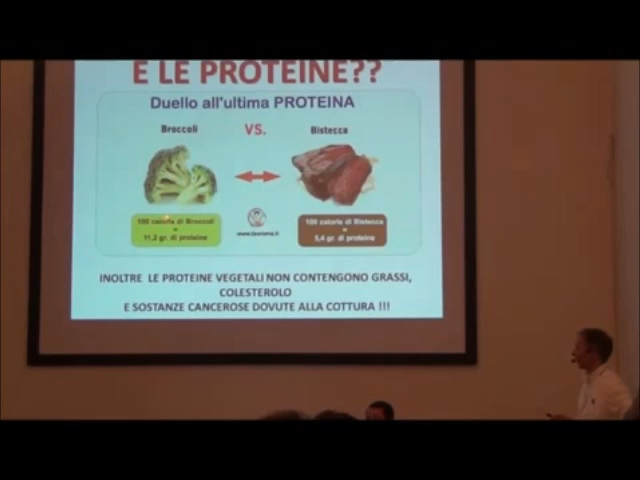 E LE PROTEINE??
Duello all'ultima PROTEINA
Broccoli VS. Bistecca
100 calorie di Broccoli
=
11,2 gr. di proteine
100 calorie di Bistecca
=
5,4 gr. di proteine
INOLTRE LE PROTEINE VEGETALI NON CONTENGONO GRASSI,
COLESTEROLO
E SOSTANZE CANCEROSE DOVUTE ALLA COTTURA !!!